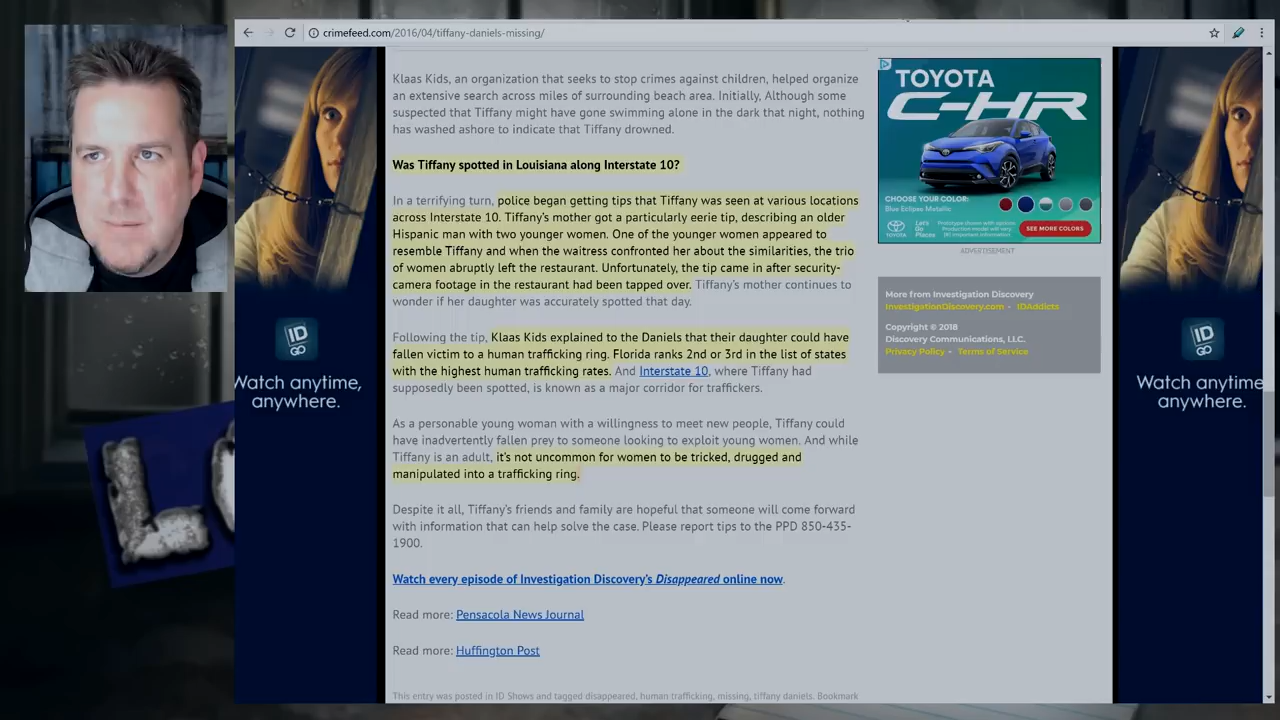 crimefeed.com/2016/04/tiffany-daniels-missing/
Klaas Kids, an organization that seeks to stop crimes against children, helped organize
an extensive search across miles of surrounding beach area. Initially, Although some
suspected that Tiffany might have gone swimming alone in the dark that night, nothing
has washed ashore to indicate that Tiffany drowned.
Was Tiffany spotted in Louisiana along Interstate 10?
In a terrifying turn, police began getting tips that Tiffany was seen at various locations
across Interstate 10. Tiffany's mother got a particularly eerie tip, describing an older
Hispanic man with two younger women. One of the younger women appeared to
resemble Tiffany and when the waitress confronted her about the similarities, the trio
of women abruptly left the restaurant. Unfortunately, the tip came in after security-
camera footage in the restaurant had been tapped over. Tiffany's mother continues to
wonder if her daughter was accurately spotted that day.
Following the tip, Klaas Kids explained to the Daniels that their daughter could have
fallen victim to a human trafficking ring. Florida ranks 2nd or 3rd in the list of states
with the highest human trafficking rates. And Interstate 10, where Tiffany had
supposedly been spotted, is known as a major corridor for traffickers.
As a personable young woman with a willingness to meet new people, Tiffany could
have inadvertently fallen prey to someone looking to exploit young women. And while
Tiffany is an adult, it's not uncommon for women to be tricked, drugged and
manipulated into a trafficking ring.
Despite it all, Tiffany's friends and family are hopeful that someone will come forward
with information that can help solve the case. Please report tips to the PPD 850-435-
1900.
Watch every episode of Investigation Discovery's Disappeared online now.
Read more: Pensacola News Journal
Read more: Huffington Post
This entry was posted in ID Shows and tagged disappeared, human trafficking, missing, tiffany daniels. Bookmark
TOYOTA
C-HR
CHOOSE YOUR COLOR:
Blue Eclipse Metallic
TOYOTA
Let's
Go
Places
Prototype shown with options.
SEE MORE COLORS
ADVERTISEMENT
More from Investigation Discovery
InvestigationDiscovery.com - IDAddicts
Copyright © 2018
Discovery Communications, LLC.
Privacy Policy - Terms of Service
ID
GO
Watch anytime,
anywhere.
ID
GO
Watch anytime
anywhere.